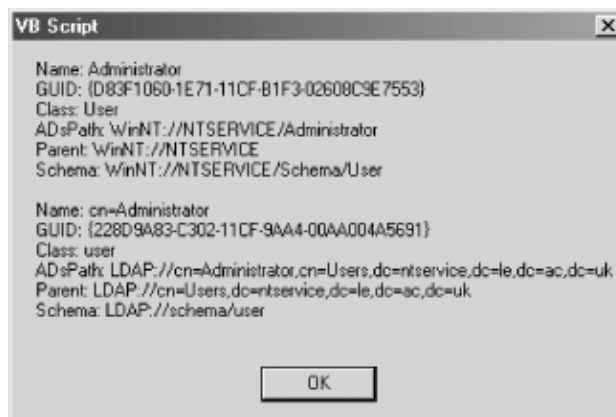 VB Script
Name: Administrator
GUID: {D83F1060-1E71-11CF-B1F3-02608C9E7553}
Class: User
ADsPath: WinNT://NTSERVICE/Administrator
Parent: WinNT://NTSERVICE
Schema: WinNT://NTSERVICE/Schema/User
Name: cn=Administrator
GUID: {228D9A83-C302-11CF-9AA4-00AA004A5691}
Class: user
ADsPath: LDAP://cn=Administrator,cn=Users,dc=ntservice,dc=le,dc=ac,dc=uk
Parent: LDAP://cn=Users,dc=ntservice,dc=le,dc=ac,dc=uk
Schema: LDAP://schema/user
OK